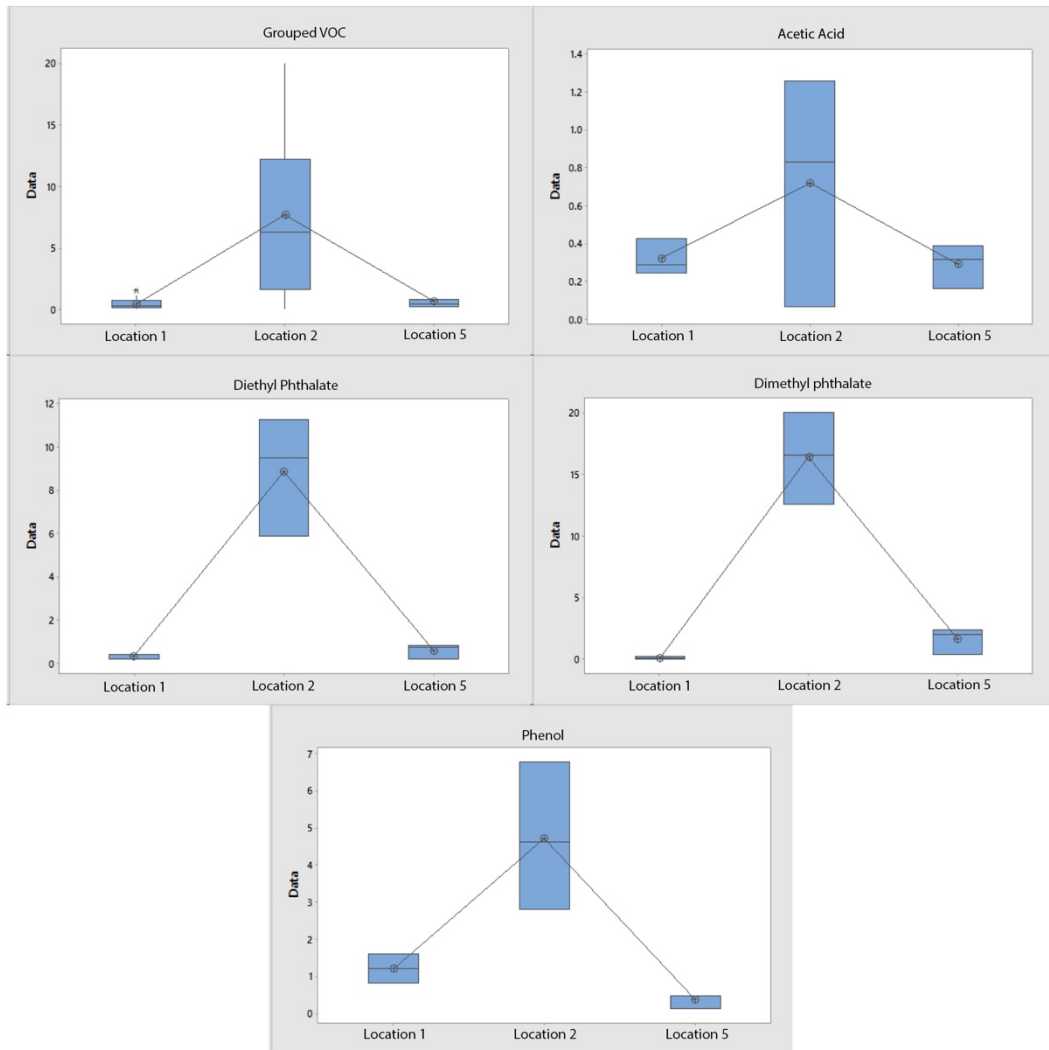 Grouped VOC
20
15
10
5
0
Data
Location 1
Location 2
Location 5
Acetic Acid
1.4
1.2
1.0
0.8
0.6
0.4
0.2
0.0
Data
Location 1
Location 2
Location 5
Diethyl Phthalate
12
10
8
6
4
2
0
Data
Location 1
Location 2
Location 5
Dimethyl phthalate
20
15
10
5
0
Data
Location 1
Location 2
Location 5
Phenol
7
6
5
4
3
2
1
0
Data
Location 1
Location 2
Location 5